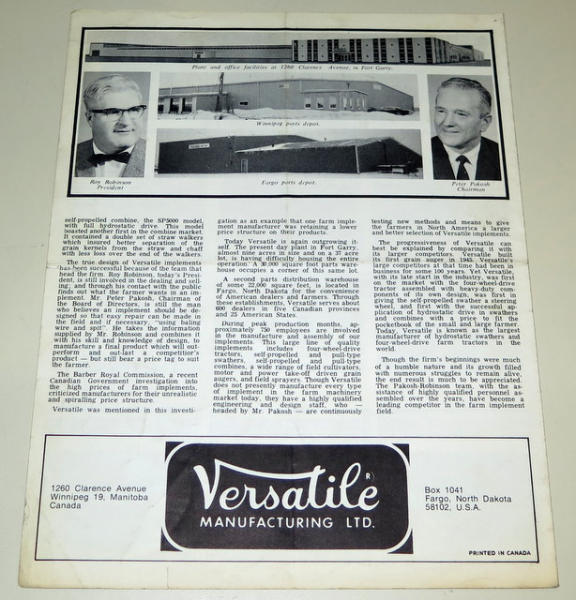 Plant and office facilities at 1260 Clarence Avenue, in Fort Garry.
Winnipeg parts depot.
Roy Robinson
President
Fargo parts depot.
Peter Pakosh
Chairman
self-propelled combine, the SP5000 model,
with full hydrostatic drive. This model
boasted another first in the combine market.
It contained a double set of straw walkers
which insured better separation of the
grain kernels from the straw and chaff
with less loss over the end of the walkers.
The true design of Versatile implements
has been successful because of the team that
head the firm. Roy Robinson, today's Presi-
dent, is still involved in the dealing and sell-
ing; and through his contact with the public
finds out what the farmer wants in an im-
plement. Mr. Peter Pakosh, Chairman of
the Board of Directors, is still the man
who believes an implement should be de-
signed so that easy repair can be made in
the field and if necessary "using baling
wire and spit". He takes the information
supplied by Mr. Robinson and combines it
with his skill and knowledge of design, to
manufacture a final product which will out-
perform and out-last a competitor's
product — but still bear a price tag to suit
the farmer.
The Barber Royal Commission, a recent
Canadian Government investigation into
the high prices of farm implements,
criticized manufacturers for their unrealistic
and spiralling price structure.
Versatile was mentioned in this investi-
gation as an example that one farm imple-
ment manufacturer was retaining a lower
price structure on their products.
Today Versatile is again outgrowing it-
self. The present day plant in Fort Garry,
almost nine acres in size and on a 37 acre
lot, is having difficulty housing the entire
operation. A 30,000 square foot parts ware-
house occupies a corner of this same lot.
A second parts distribution warehouse
of some 22,000 square feet, is located in
Fargo, North Dakota for the convenience
of American dealers and farmers. Through
these establishments, Versatile serves about
600 dealers in five Canadian provinces
and 25 American States.
During peak production months, ap-
proximately 750 employees are involved
in the manufacture and assembly of our
implements. This large line of quality
implements includes four-wheel-drive
tractors, self-propelled and pull-type
swathers, self-propelled and pull-type
combines, a wide range of field cultivators,
motor and power take-off driven grain
augers, and field sprayers. Though Versatile
does not presently manufacture every type
of implement in the farm machinery
market today, they have a highly qualified
engineering and design staff, who —
headed by Mr. Pakosh — are continously
testing new methods and means to give
the farmers in North America a larger
and better selection of Versatile implements.
The progressiveness of Versatile can
best be explained by comparing it with
its larger competitors. Versatile built
its first grain auger in 1945. Versatile's
large competitors at that time had been in
business for some 100 years. Yet Versatile,
with its late start in the industry, was first
on the market with the four-wheel-drive
tractor assembled with heavy-duty com-
ponents of its own design, was first in
giving the self-propelled swather a steering
wheel, and first with the successful ap-
plication of hydrostatic drive in swathers
and combines with a price to fit the
pocketbook of the small and large farmer.
Today, Versatile is known as the largest
manufacturer of hydrostatic swathers and
four-wheel-drive farm tractors in the
world.
Though the firm's beginnings were much
of a humble nature and its growth filled
with numerous struggles to remain alive,
the end result is much to be appreciated.
The Pakosh-Robinson team, with the as-
sistance of highly qualified personnel as-
sembled over the years, have become a
leading competitor in the farm implement
field.
1260 Clarence Avenue
Winnipeg 19, Manitoba
Canada
Versatile ®
MANUFACTURING LTD.
Box 1041
Fargo, North Dakota
58102, U.S.A.
PRINTED IN CANADA